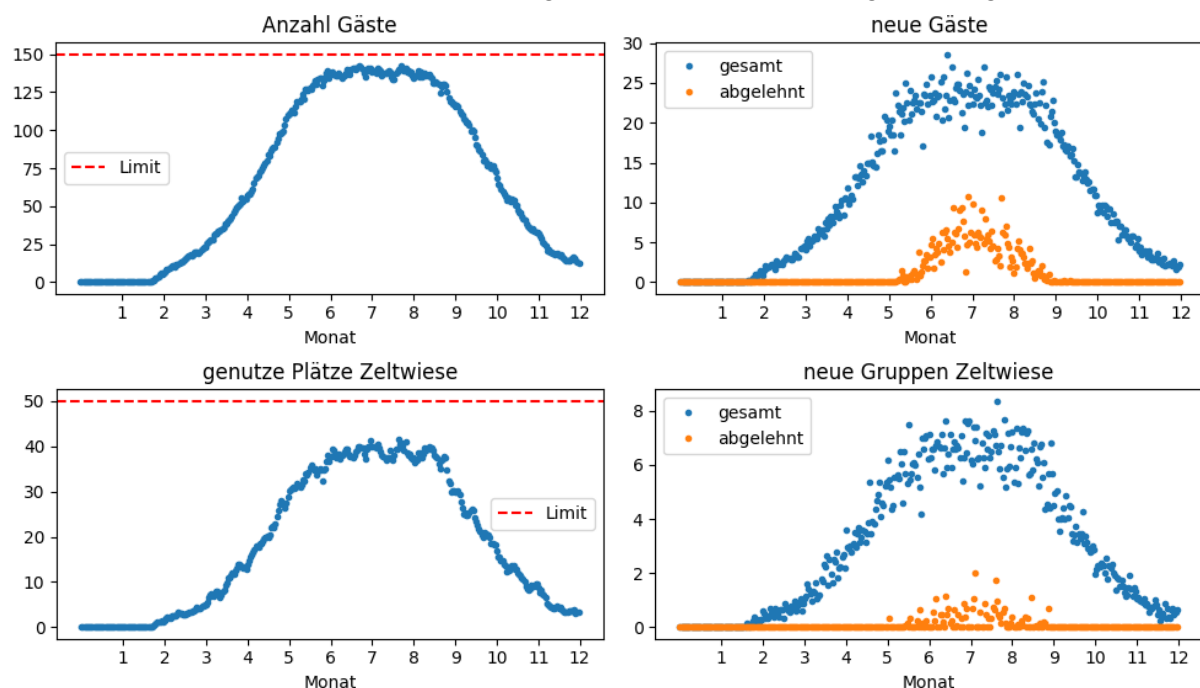 Anzahl Gäste
150
125
100
75
50
25
0
Limit
1 2 3 4 5 6 7 8 9 10 11 12
Monat
neue Gäste
30
25
20
15
10
5
0
gesamt
abgelehnt
1 2 3 4 5 6 7 8 9 10 11 12
Monat
genutze Plätze Zeltwiese
50
40
30
20
10
0
Limit
1 2 3 4 5 6 7 8 9 10 11 12
Monat
neue Gruppen Zeltwiese
8
6
4
2
0
gesamt
abgelehnt
1 2 3 4 5 6 7 8 9 10 11 12
Monat